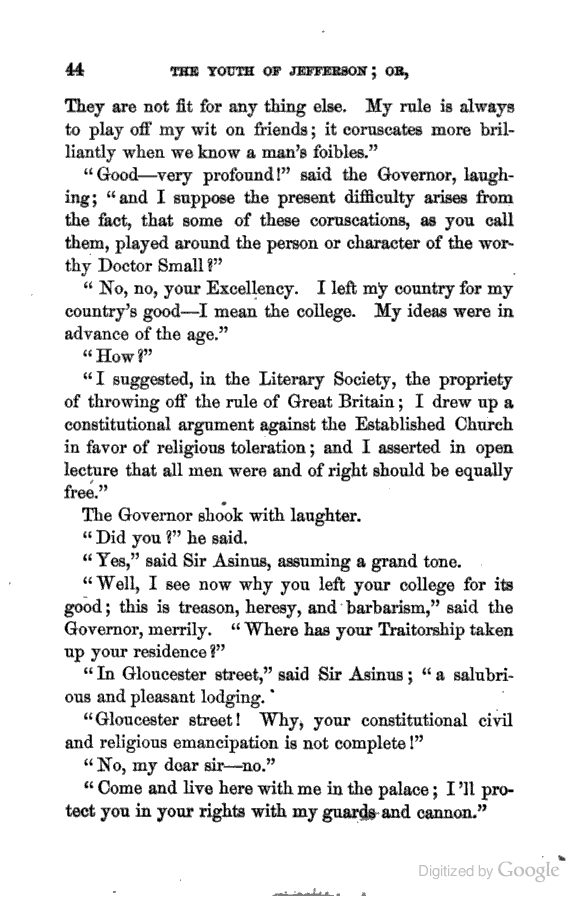 44 THE YOUTH OF JEFFERSON; OR,
They are not fit for any thing else. My rule is always
to play off my wit on friends; it coruscates more bril-
liantly when we know a man's foibles."
"Good—very profound!" said the Governor, laugh-
ing; "and I suppose the present difficulty arises from
the fact, that some of these coruscations, as you call
them, played around the person or character of the wor-
thy Doctor Small?"
"No, no, your Excellency. I left my country for my
country's good—I mean the college. My ideas were in
advance of the age."
"How?"
"I suggested, in the Literary Society, the propriety
of throwing off the rule of Great Britain; I drew up a
constitutional argument against the Established Church
in favor of religious toleration; and I asserted in open
lecture that all men were and of right should be equally
free."
The Governor shook with laughter.
"Did you?" he said.
"Yes," said Sir Asinus, assuming a grand tone.
"Well, I see now why you left your college for its
good; this is treason, heresy, and barbarism," said the
Governor, merrily. "Where has your Traitorship taken
up your residence?"
"In Gloucester street," said Sir Asinus; "a salubri-
ous and pleasant lodging.
"Gloucester street! Why, your constitutional civil
and religious emancipation is not complete!"
"No, my dear sir—no."
"Come and live here with me in the palace; I'll pro-
tect you in your rights with my guards and cannon."
Digitized by Google